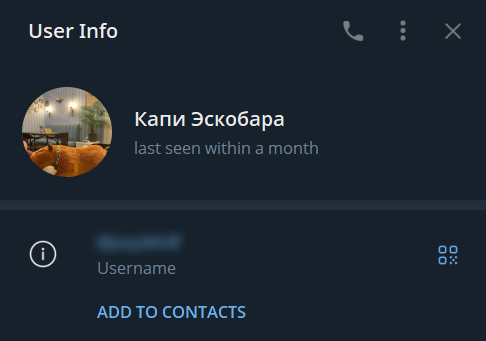 User Info
Капи Эскобара
last seen within a month
Username
ADD TO CONTACTS